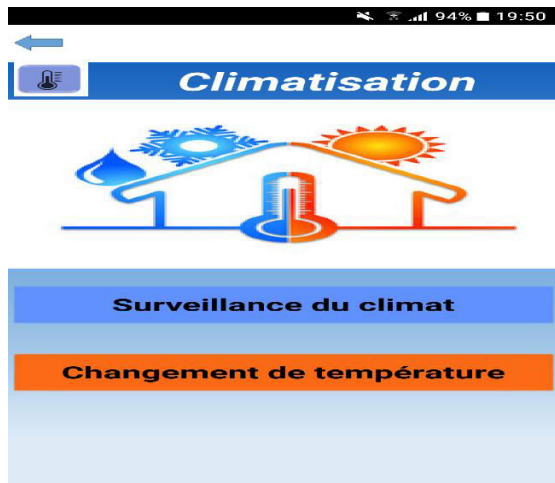 94% 19:50
Climatisation
Surveillance du climat
Changement de température